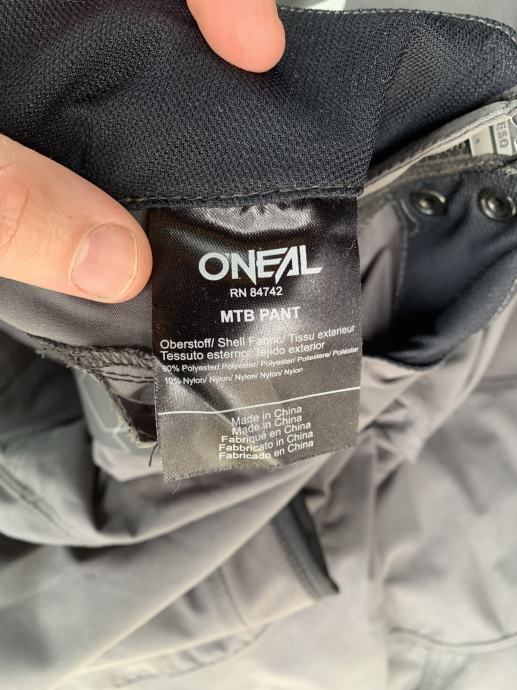 ONEAL
RN 84742
MTB PANT
Oberstoff/ Shell Fabric/ Tissu exterieur
Tessuto esterno/ Tejido exterior
90% Polyester/ Polyester/ Polyester/ Poliestere/ Poliéster
10% Nylon/ Nylon/ Nylon/ Nylon/ Nylon
Made in China
Made in China
Fabriqué en China
Fabbricato in China
Fabricado en China